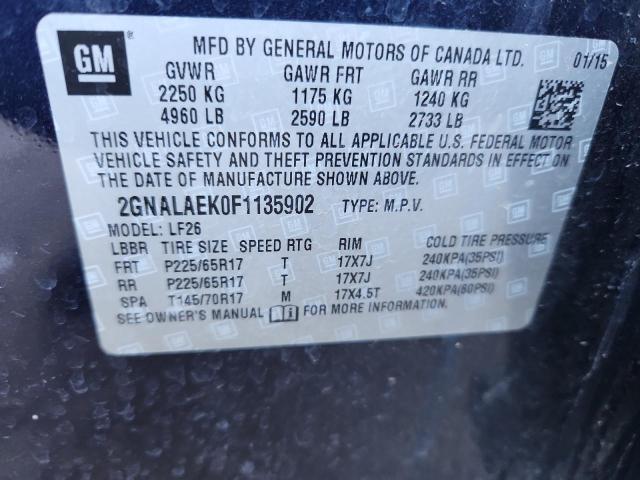 GM
MFD BY GENERAL MOTORS OF CANADA LTD. 01/15
GVWR GAWR FRT GAWR RR
2250 KG 1175 KG 1240 KG
4960 LB 2590 LB 2733 LB
THIS VEHICLE CONFORMS TO ALL APPLICABLE U.S. FEDERAL MOTOR
VEHICLE SAFETY AND THEFT PREVENTION STANDARDS IN EFFECT ON
THE DATE OF MANUFACTURE SHOWN ABOVE.
2GNALAEK0F1135902 TYPE: M.P.V.
MODEL: LF26
LBBR TIRE SIZE SPEED RTG RIM COLD TIRE PRESSURE
FRT P225/65R17 T 17X7J 240KPA(35PSI)
RR P225/65R17 T 17X7J 240KPA(35PSI)
SPA T145/70R17 M 17X4.5T 420KPA(60PSI)
SEE OWNER'S MANUAL FOR MORE INFORMATION.